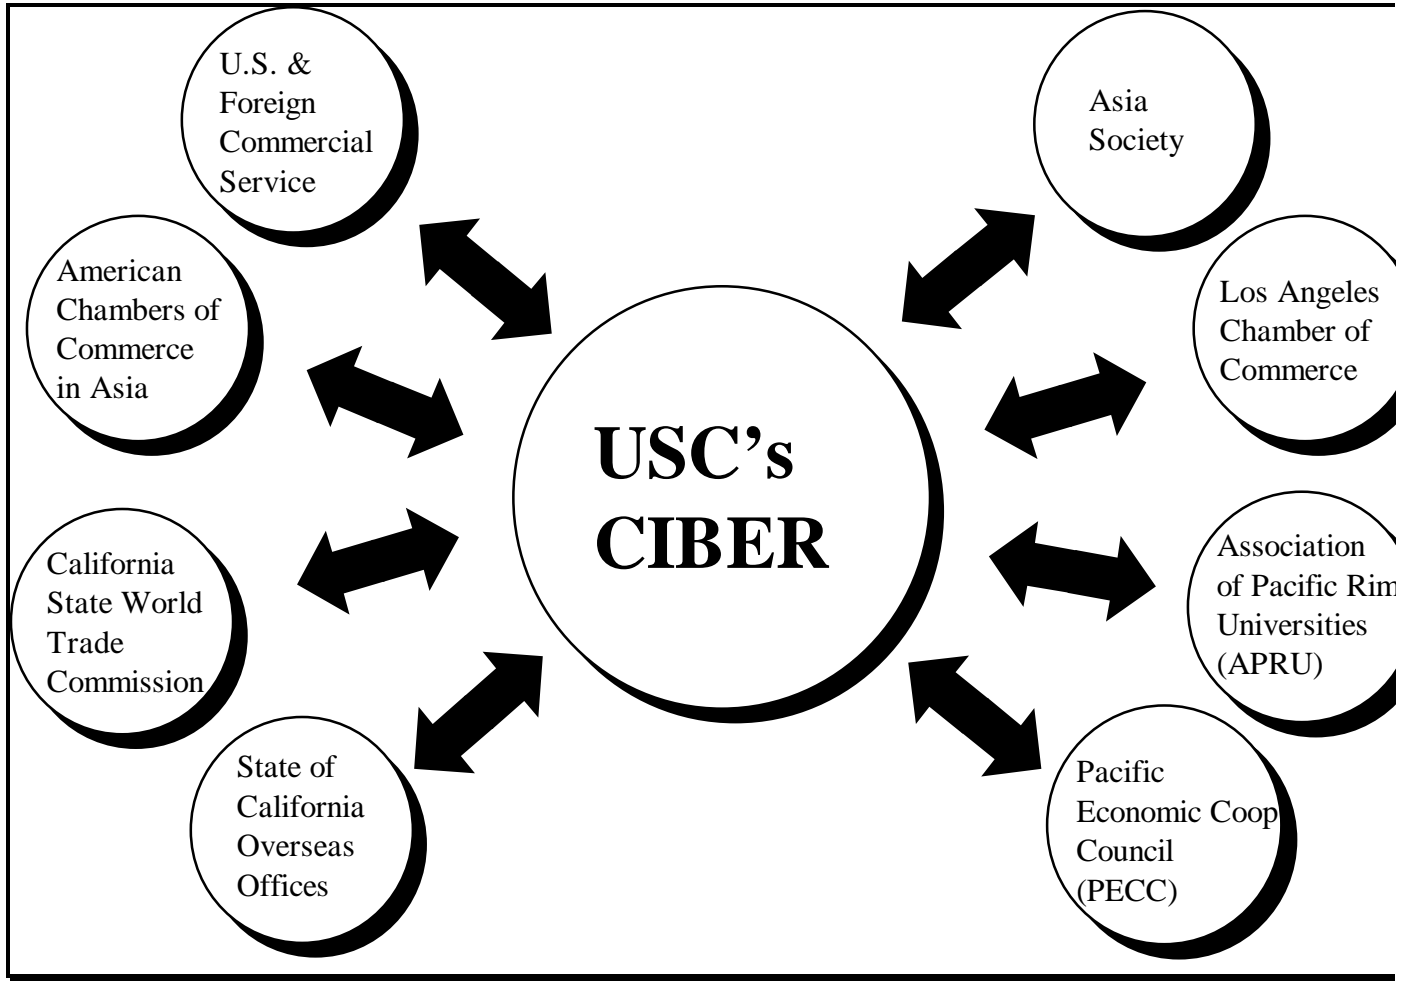 U.S. &
Foreign
Commercial
Service
Asia
Society
American
Chambers of
Commerce
in Asia
Los Angeles
Chamber of
Commerce
USC’s
CIBER
California
State World
Trade
Commission
Association
of Pacific Rim
Universities
(APRU)
State of
California
Overseas
Offices
Pacific
Economic Coop
Council
(PECC)